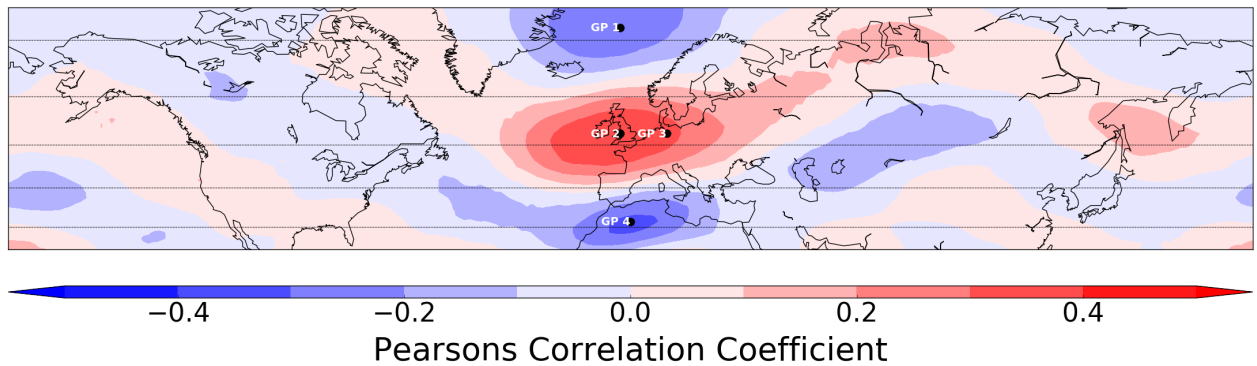 GP 1
GP 2 GP 3
GP 4
−0.4 −0.2 0.0 0.2 0.4
Pearsons Correlation Coefficient